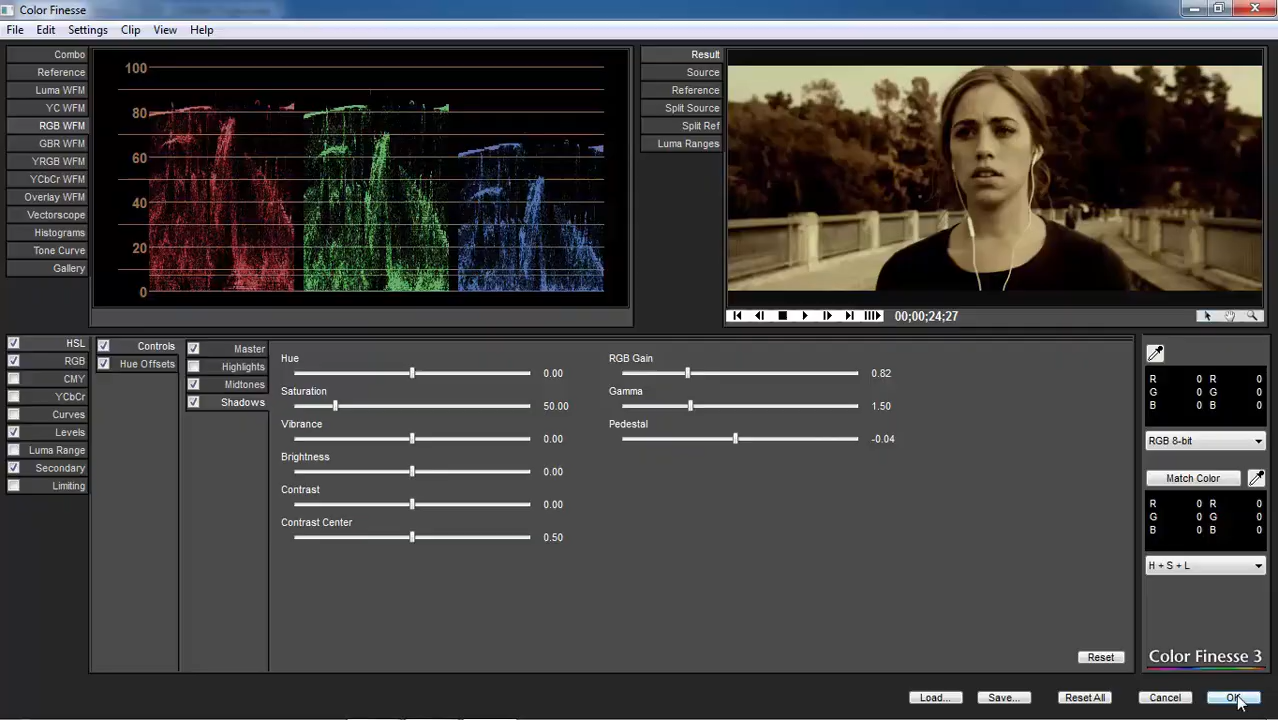 Color Finesse
File Edit Settings Clip View Help
Combo
Reference
Luma WFM
YC WFM
RGB WFM
GBR WFM
YRGB WFM
YCbCr WFM
Overlay WFM
Vectorscope
Histograms
Tone Curve
Gallery
100
80
60
40
20
0
Result
Source
Reference
Split Source
Split Ref
Luma Ranges
00;00;24;27
HSL
RGB
CMY
YCbCr
Curves
Levels
Luma Range
Secondary
Limiting
Controls
Hue Offsets
Master
Highlights
Midtones
Shadows
Hue
0.00
Saturation
50.00
Vibrance
0.00
Brightness
0.00
Contrast
0.00
Contrast Center
0.50
RGB Gain
0.82
Gamma
1.50
Pedestal
-0.04
Reset
R 0 R 0
G 0 G 0
B 0 B 0
RGB 8-bit
Match Color
R 0 R 0
G 0 G 0
B 0 B 0
H + S + L
Color Finesse 3
Load... Save... Reset All Cancel OK